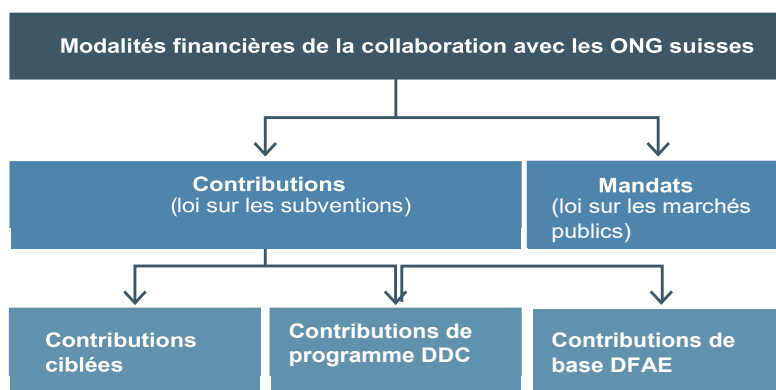 Modalités financières de la collaboration avec les ONG suisses
Contributions
(loi sur les subventions)
Mandats
(loi sur les marchés
publics)
Contributions
ciblées
Contributions de
programme DDC
Contributions de
base DFAE